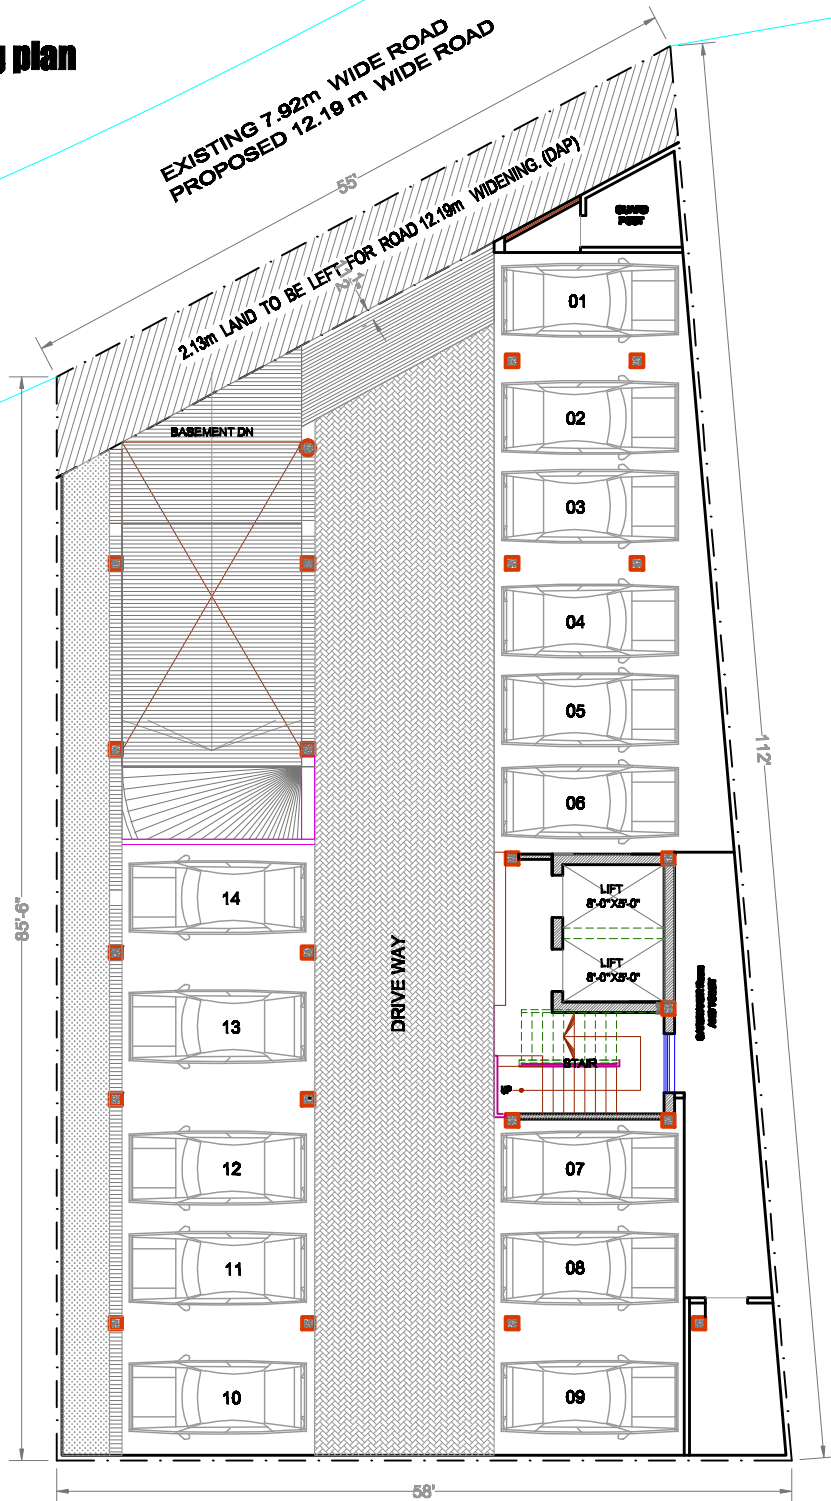 plan
EXISTING 7.92m WIDE ROAD
PROPOSED 12.19 m WIDE ROAD
55'
2.13m LAND TO BE LEFT FOR ROAD 12.19m WIDENING. (DAP)
GUARD
POST
01
02
03
BASEMENT DN
04
05
06
112'
85'-6"
14
LIFT
8'-0"X5'-0"
LIFT
8'-0"X5'-0"
DRIVE WAY
13
STAIR
UP
12
07
11
08
10
09
58'